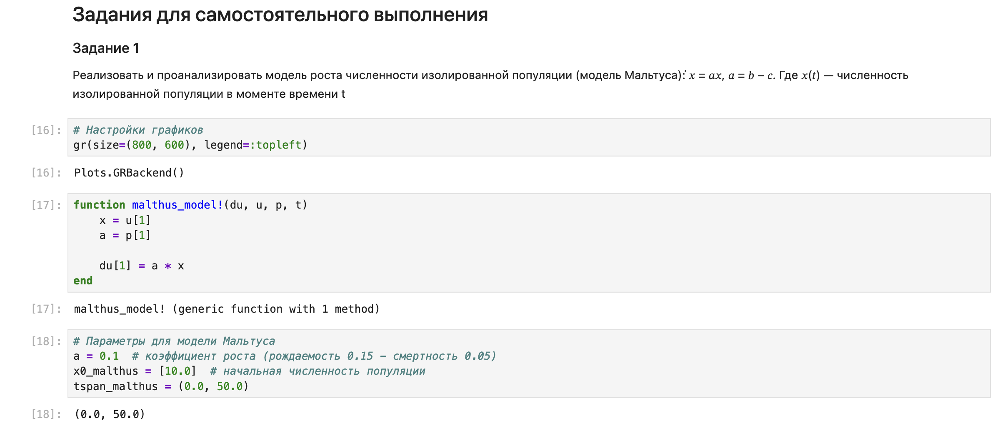 Задания для самостоятельного выполнения
Задание 1
Реализовать и проанализировать модель роста численности изолированной популяции (модель Мальтуса): ẋ = ax, a = b − c. Где x(t) — численность
изолированной популяции в моменте времени t
[16]:
# Настройки графиков
gr(size=(800, 600), legend=:topleft)
[16]: Plots.GRBackend()
[17]:
function malthus_model!(du, u, p, t)
    x = u[1]
    a = p[1]
    du[1] = a * x
end
[17]: malthus_model! (generic function with 1 method)
[18]:
# Параметры для модели Мальтуса
a = 0.1  # коэффициент роста (рождаемость 0.15 – смертность 0.05)
x0_malthus = [10.0]  # начальная численность популяции
tspan_malthus = (0.0, 50.0)
[18]: (0.0, 50.0)